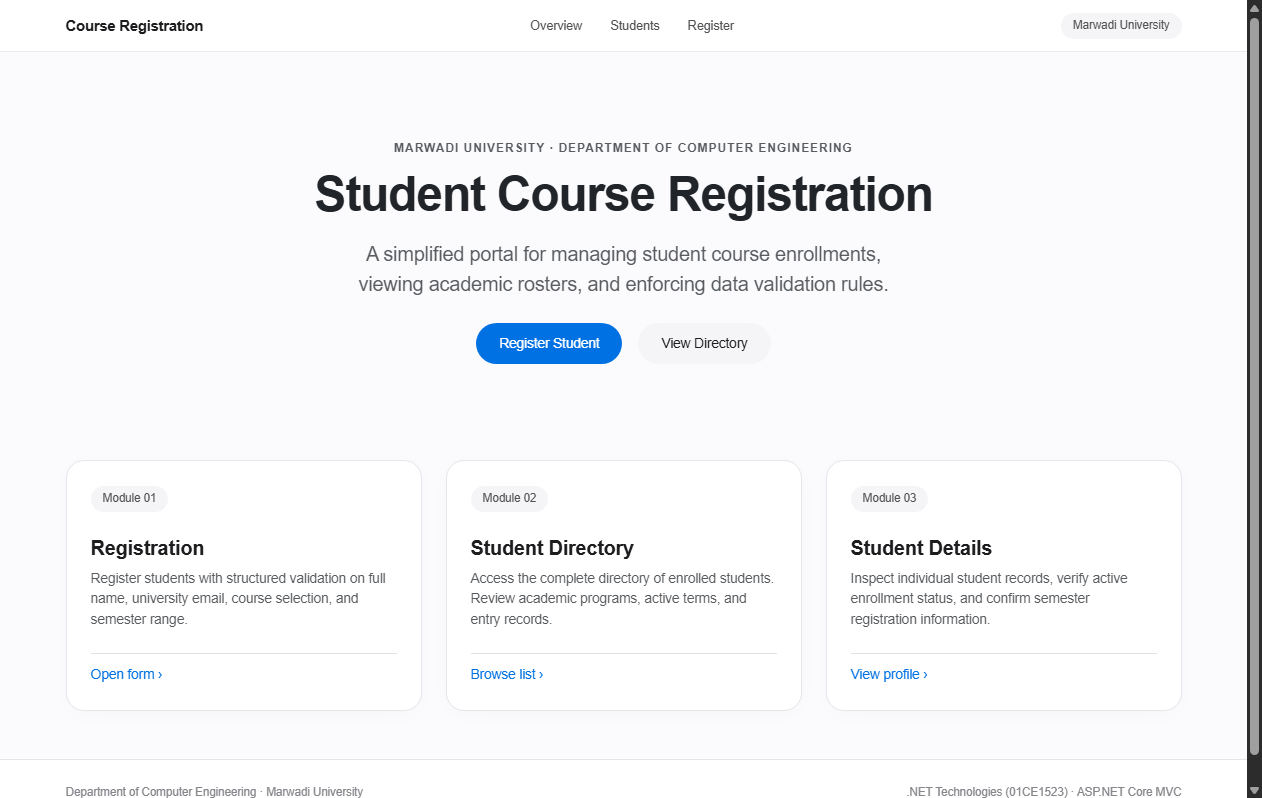 Course Registration
Overview
Students
Register
Marwadi University
MARWADI UNIVERSITY · DEPARTMENT OF COMPUTER ENGINEERING
Student Course Registration
A simplified portal for managing student course enrollments,
viewing academic rosters, and enforcing data validation rules.
Register Student
View Directory
Module 01
Registration
Register students with structured validation on full
name, university email, course selection, and
semester range.
Open form ›
Module 02
Student Directory
Access the complete directory of enrolled students.
Review academic programs, active terms, and
entry records.
Browse list ›
Module 03
Student Details
Inspect individual student records, verify active
enrollment status, and confirm semester
registration information.
View profile ›
Department of Computer Engineering · Marwadi University
.NET Technologies (01CE1523) · ASP.NET Core MVC